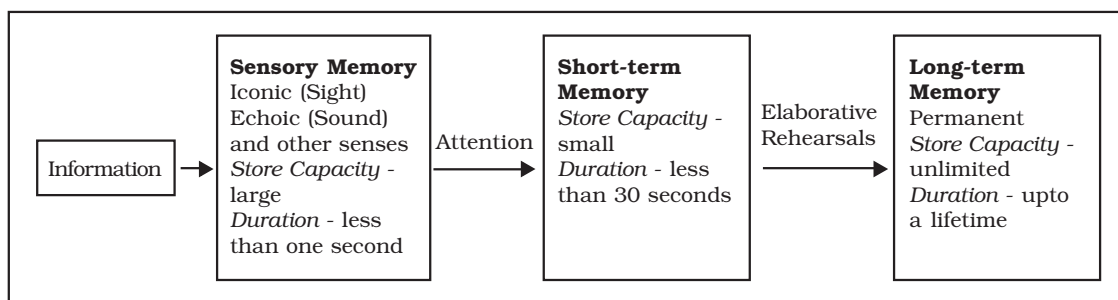 Information
Sensory Memory
Iconic (Sight)
Echoic (Sound)
and other senses
Store Capacity -
large
Duration - less
than one second
Attention
Short-term
Memory
Store Capacity -
small
Duration - less
than 30 seconds
Elaborative
Rehearsals
Long-term
Memory
Permanent
Store Capacity -
unlimited
Duration - upto
a lifetime